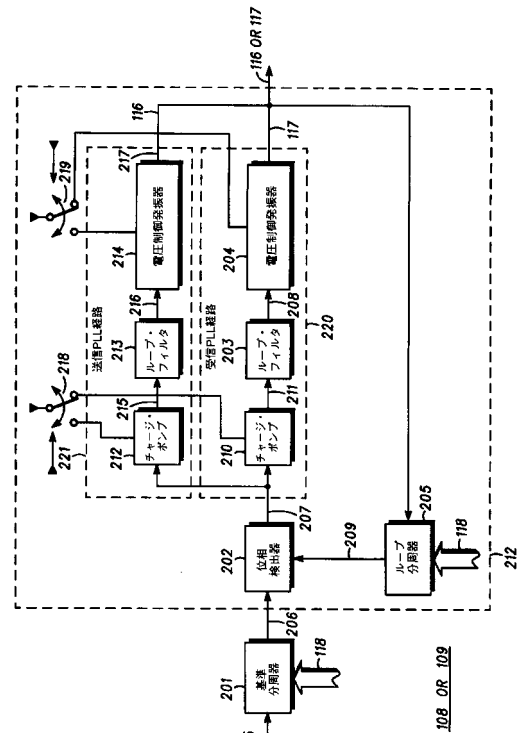 219
116
217
電圧制御発振器
214
216
213
ループ・
フィルタ
送信PLL経路
218
221
215
チャージ・
ポンプ
212
116 OR 117
117
電圧制御発振器
204
208
220
203
ループ・
フィルタ
受信PLL経路
211
チャージ・
ポンプ
210
207
202
位相
検出器
209
205
ループ
分周器
118
212
206
201
基準
分周器
118
108 OR 109